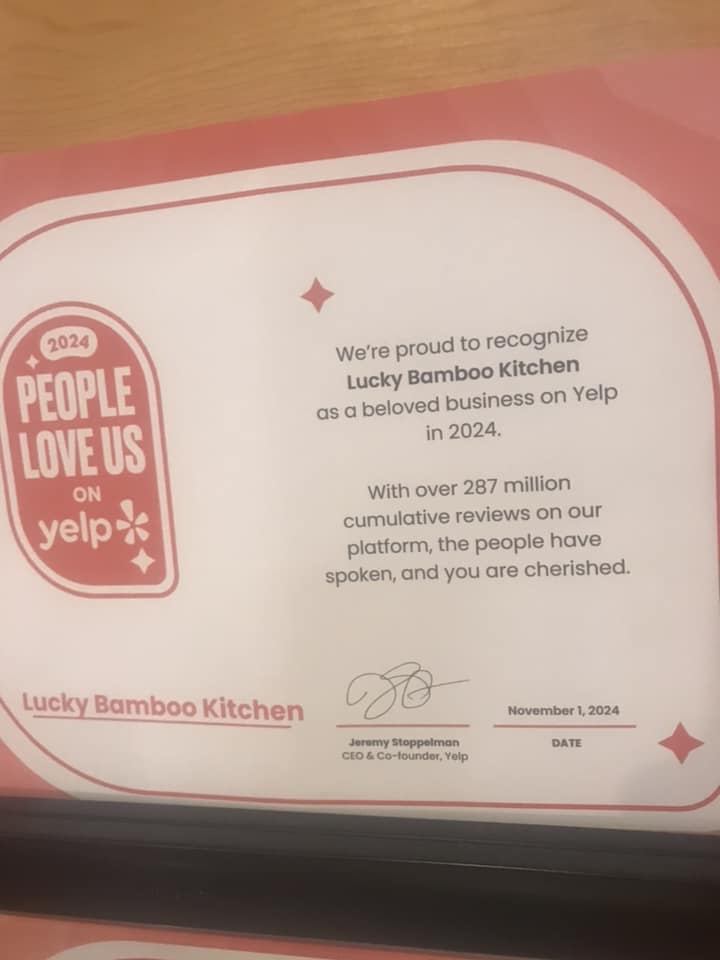 2024
PEOPLE
LOVE US
ON
yelp
We're proud to recognize
Lucky Bamboo Kitchen
as a beloved business on Yelp
in 2024.
With over 287 million
cumulative reviews on our
platform, the people have
spoken, and you are cherished.
Lucky Bamboo Kitchen
Jeremy Stoppelman
CEO & Co-founder, Yelp
November 1, 2024
DATE